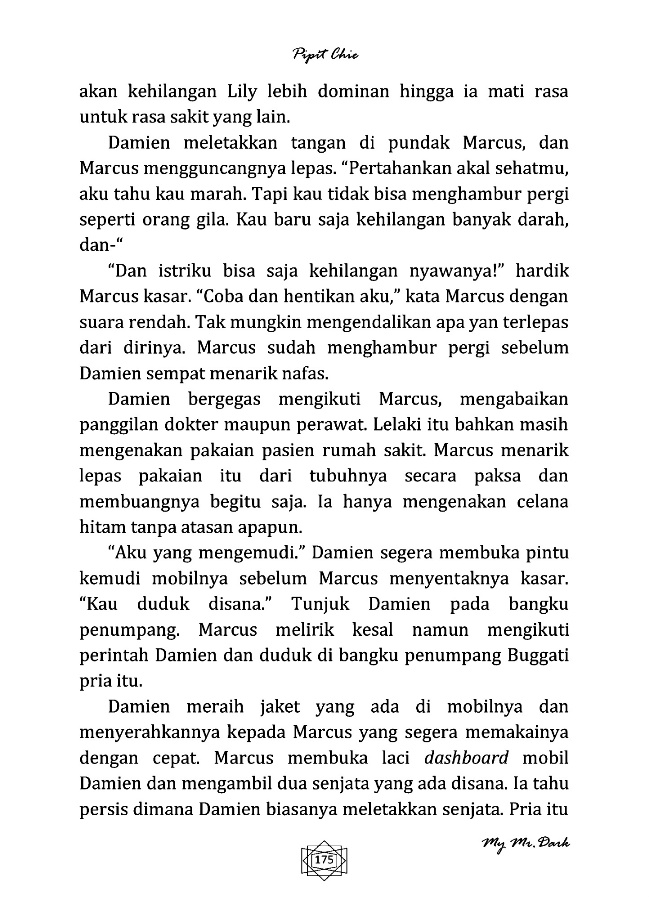 Pipit Chie
akan kehilangan Lily lebih dominan hingga ia mati rasa
untuk rasa sakit yang lain.
Damien meletakkan tangan di pundak Marcus, dan
Marcus mengguncangnya lepas. “Pertahankan akal sehatmu,
aku tahu kau marah. Tapi kau tidak bisa menghambur pergi
seperti orang gila. Kau baru saja kehilangan banyak darah,
dan-“
“Dan istriku bisa saja kehilangan nyawanya!” hardik
Marcus kasar. “Coba dan hentikan aku,” kata Marcus dengan
suara rendah. Tak mungkin mengendalikan apa yan terlepas
dari dirinya. Marcus sudah menghambur pergi sebelum
Damien sempat menarik nafas.
Damien bergegas mengikuti Marcus, mengabaikan
panggilan dokter maupun perawat. Lelaki itu bahkan masih
mengenakan pakaian pasien rumah sakit. Marcus menarik
lepas pakaian itu dari tubuhnya secara paksa dan
membuangnya begitu saja. Ia hanya mengenakan celana
hitam tanpa atasan apapun.
“Aku yang mengemudi.” Damien segera membuka pintu
kemudi mobilnya sebelum Marcus menyentaknya kasar.
“Kau duduk disana.” Tunjuk Damien pada bangku
penumpang. Marcus melirik kesal namun mengikuti
perintah Damien dan duduk di bangku penumpang Buggati
pria itu.
Damien meraih jaket yang ada di mobilnya dan
menyerahkannya kepada Marcus yang segera memakainya
dengan cepat. Marcus membuka laci dashboard mobil
Damien dan mengambil dua senjata yang ada disana. Ia tahu
persis dimana Damien biasanya meletakkan senjata. Pria itu
My Mr. Dark
175